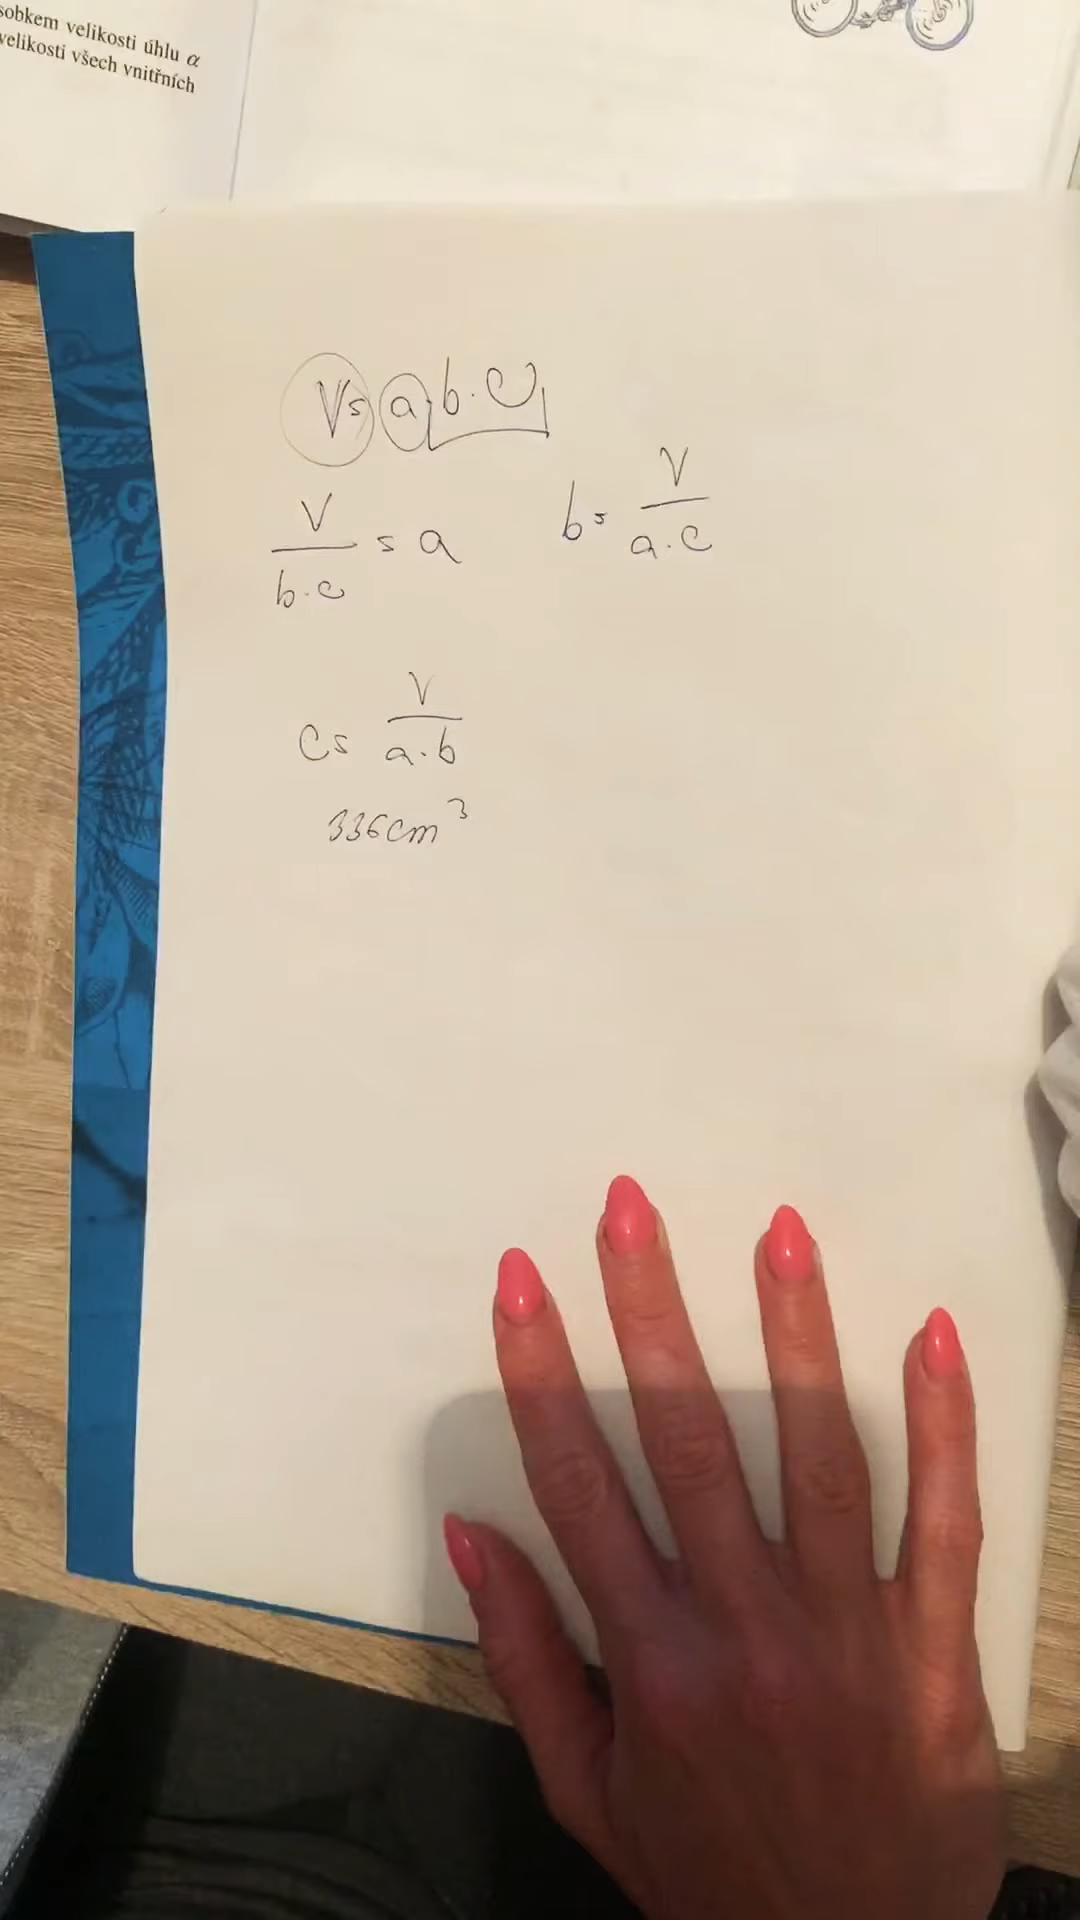 sobkem velikosti úhlu α
velikosti všech vnitřních
V = a · b · c
V / b · c = a
b = V / a · c
c = V / a · b
336 cm³